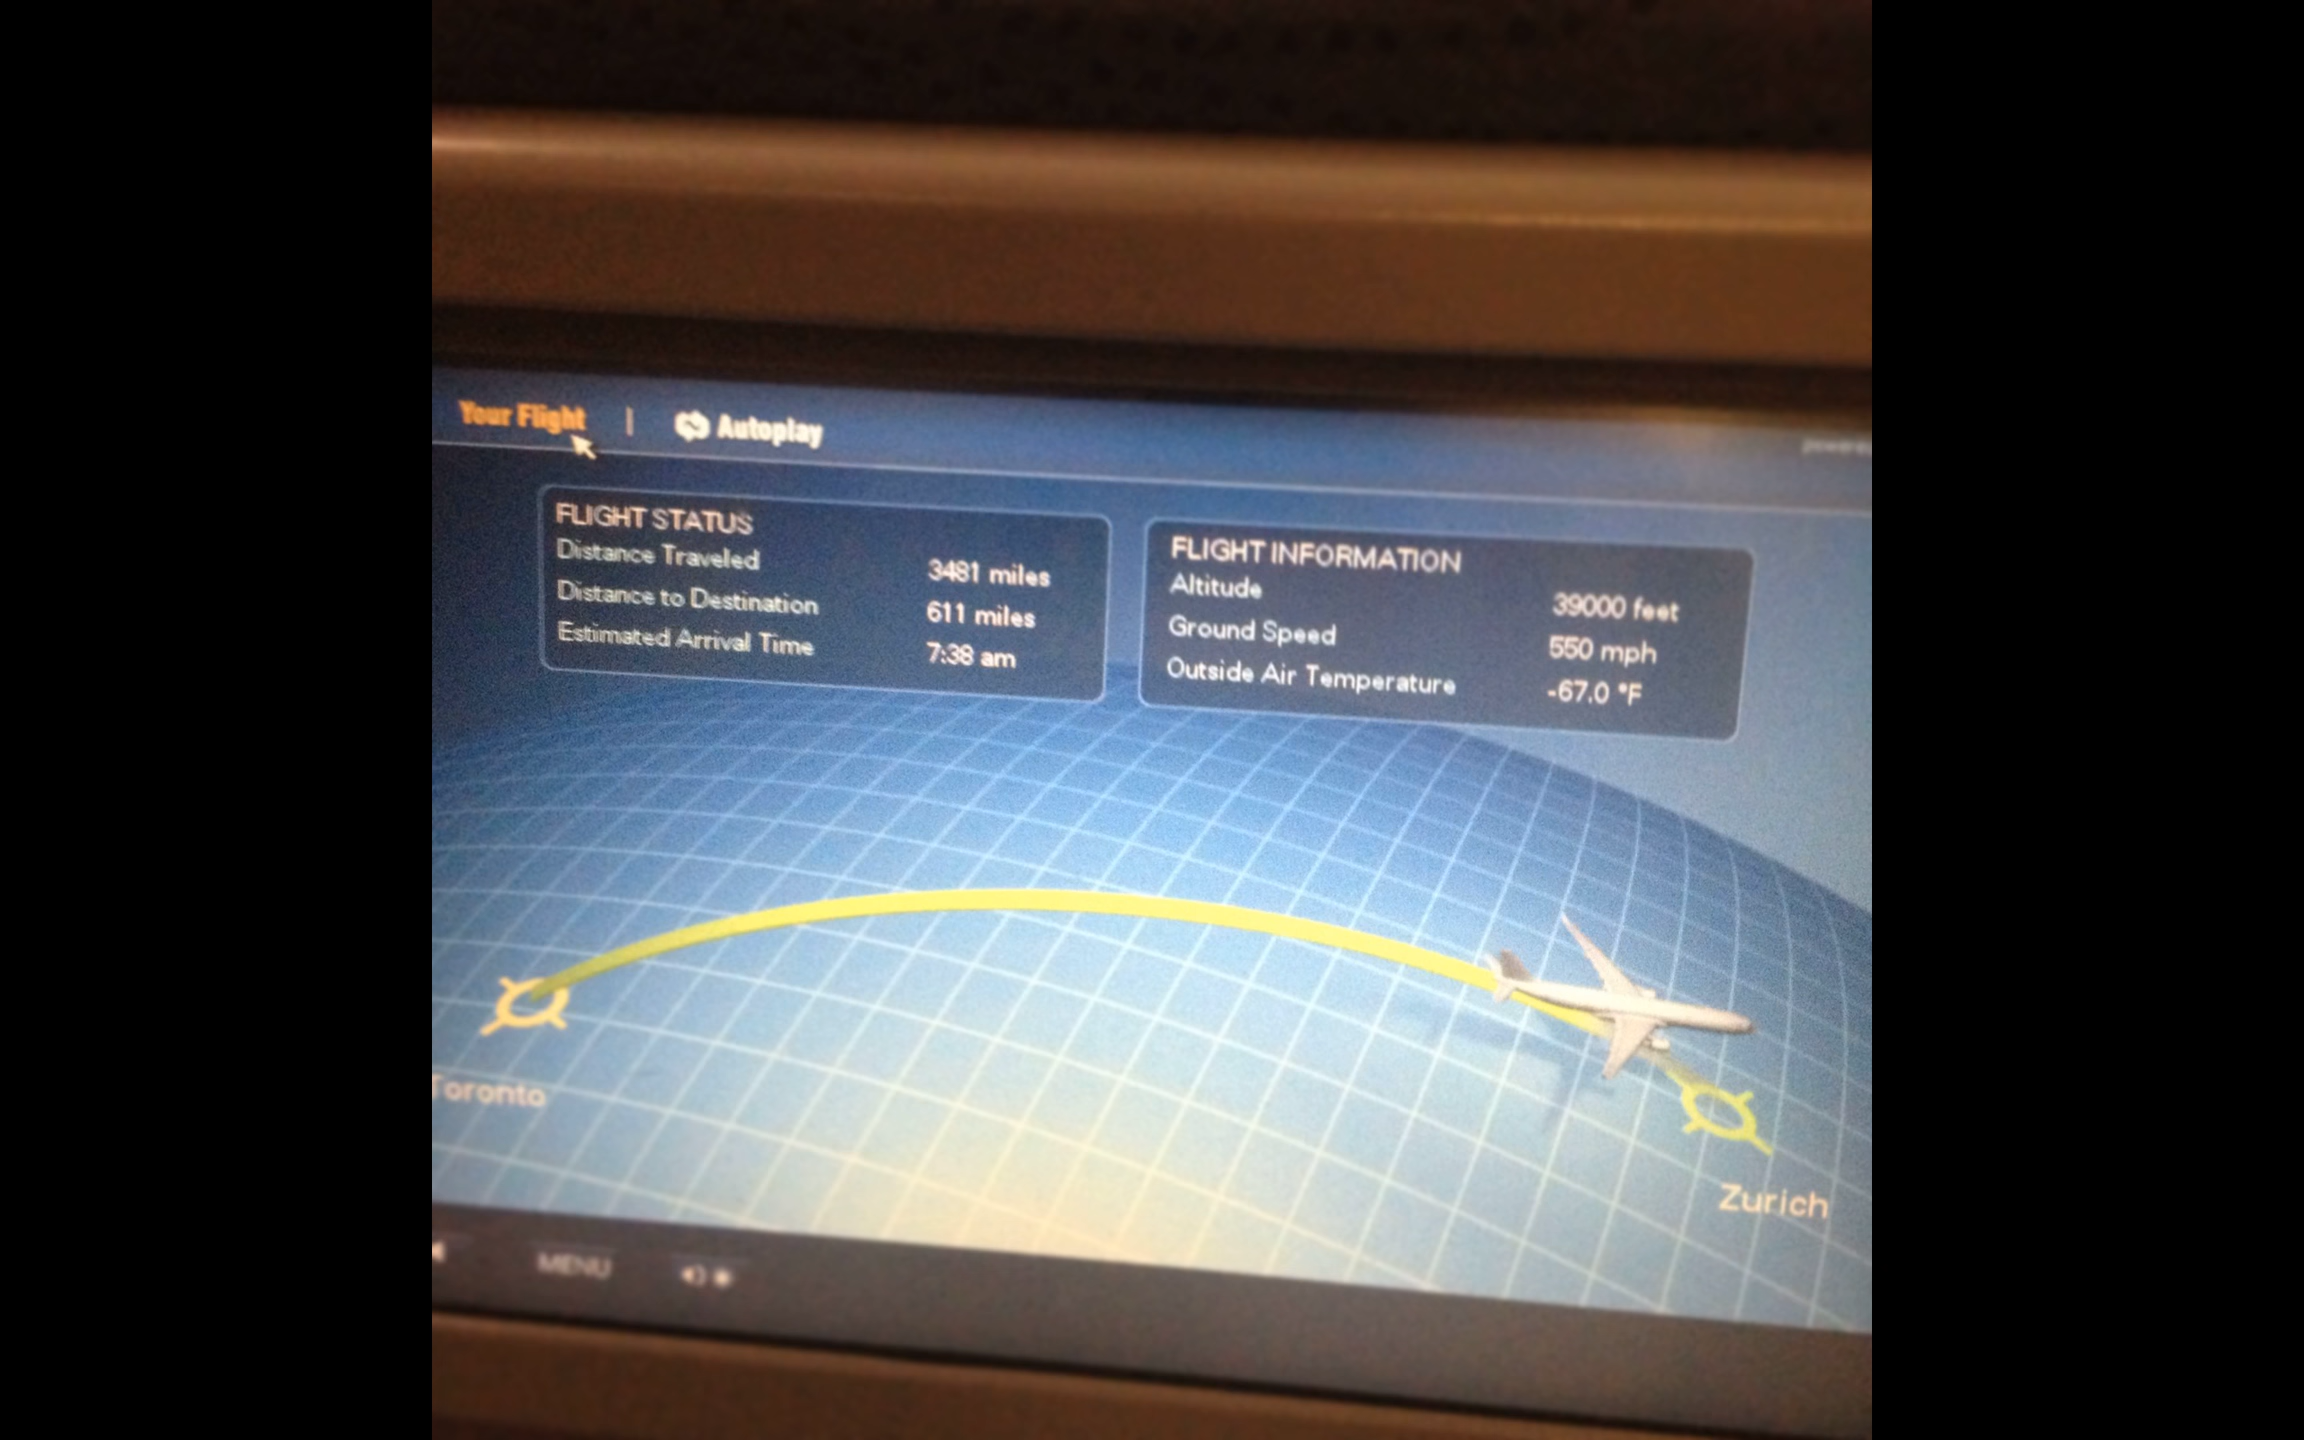 Your Flight | Autoplay
FLIGHT STATUS
Distance Traveled 3481 miles
Distance to Destination 611 miles
Estimated Arrival Time 7:38 am
FLIGHT INFORMATION
Altitude 39000 feet
Ground Speed 550 mph
Outside Air Temperature -67.0 °F
Toronto
Zurich
MENU